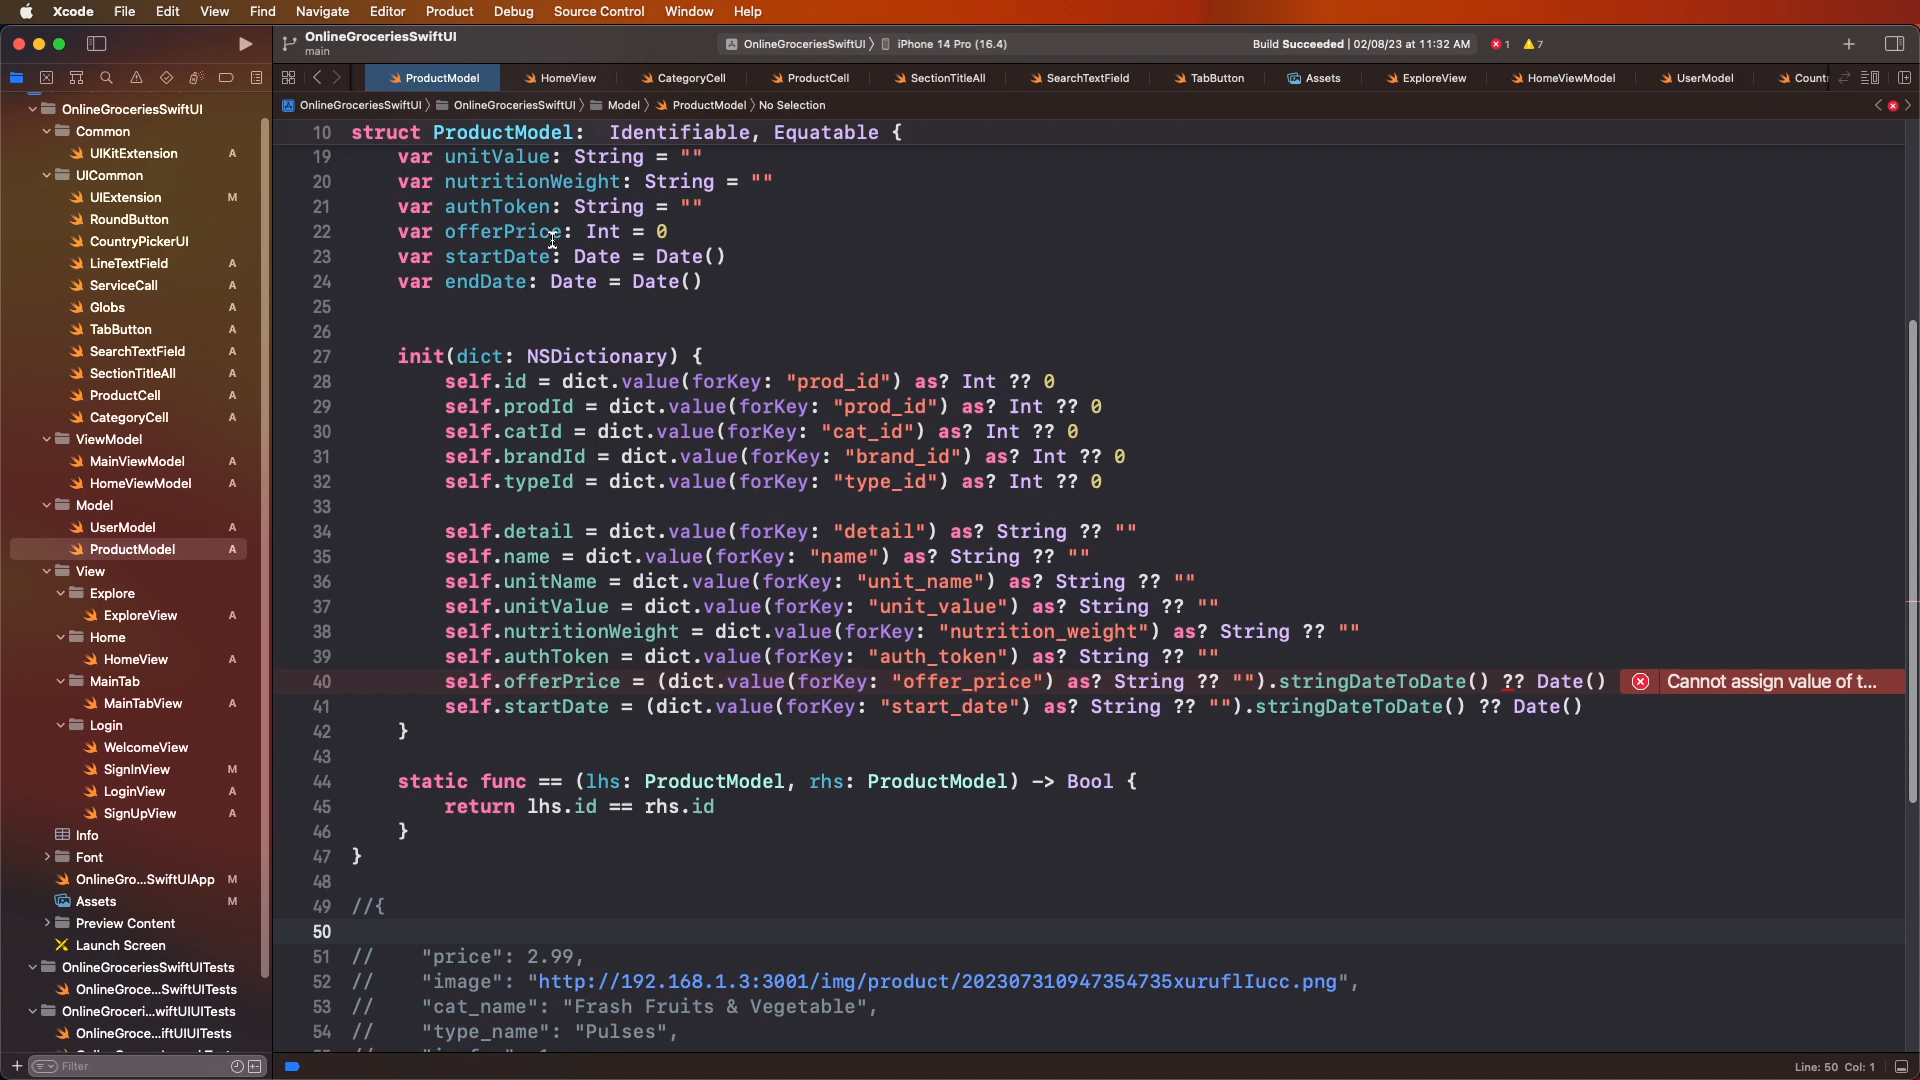 Xcode File Edit View Find Navigate Editor Product Debug Source Control Window Help
OnlineGroceriesSwiftUI
main
OnlineGroceriesSwiftUI iPhone 14 Pro (16.4)
Build Succeeded | 02/08/23 at 11:32 AM 1 7
ProductModel HomeView CategoryCell ProductCell SectionTitleAll SearchTextField TabButton Assets ExploreView HomeViewModel UserModel Count
OnlineGroceriesSwiftUI OnlineGroceriesSwiftUI Model ProductModel No Selection
OnlineGroceriesSwiftUI
Common
UIKitExtension A
UICommon
UIExtension M
RoundButton
CountryPickerUI
LineTextField A
ServiceCall A
Globs A
TabButton A
SearchTextField A
SectionTitleAll A
ProductCell A
CategoryCell A
ViewModel
MainViewModel A
HomeViewModel A
Model
UserModel A
ProductModel A
View
Explore
ExploreView A
Home
HomeView A
MainTab
MainTabView A
Login
WelcomeView
SignInView M
LoginView A
SignUpView A
Info
Font
OnlineGro...SwiftUIApp M
Assets M
Preview Content
Launch Screen
OnlineGroceriesSwiftUITests
OnlineGroce...SwiftUITests
OnlineGroceri...wiftUIUITests
OnlineGroce...iftUIUITests
Filter
10 struct ProductModel: Identifiable, Equatable {
19 var unitValue: String = ""
20 var nutritionWeight: String = ""
21 var authToken: String = ""
22 var offerPrice: Int = 0
23 var startDate: Date = Date()
24 var endDate: Date = Date()
25
26
27 init(dict: NSDictionary) {
28 self.id = dict.value(forKey: "prod_id") as? Int ?? 0
29 self.prodId = dict.value(forKey: "prod_id") as? Int ?? 0
30 self.catId = dict.value(forKey: "cat_id") as? Int ?? 0
31 self.brandId = dict.value(forKey: "brand_id") as? Int ?? 0
32 self.typeId = dict.value(forKey: "type_id") as? Int ?? 0
33
34 self.detail = dict.value(forKey: "detail") as? String ?? ""
35 self.name = dict.value(forKey: "name") as? String ?? ""
36 self.unitName = dict.value(forKey: "unit_name") as? String ?? ""
37 self.unitValue = dict.value(forKey: "unit_value") as? String ?? ""
38 self.nutritionWeight = dict.value(forKey: "nutrition_weight") as? String ?? ""
39 self.authToken = dict.value(forKey: "auth_token") as? String ?? ""
40 self.offerPrice = (dict.value(forKey: "offer_price") as? String ?? "").stringDateToDate() ?? Date() Cannot assign value of t...
41 self.startDate = (dict.value(forKey: "start_date") as? String ?? "").stringDateToDate() ?? Date()
42 }
43
44 static func == (lhs: ProductModel, rhs: ProductModel) -> Bool {
45 return lhs.id == rhs.id
46 }
47 }
48
49 //{
50
51 // "price": 2.99,
52 // "image": "http://192.168.1.3:3001/img/product/202307310947354735xuruflIucc.png",
53 // "cat_name": "Frash Fruits & Vegetable",
54 // "type_name": "Pulses",
Line: 50 Col: 1